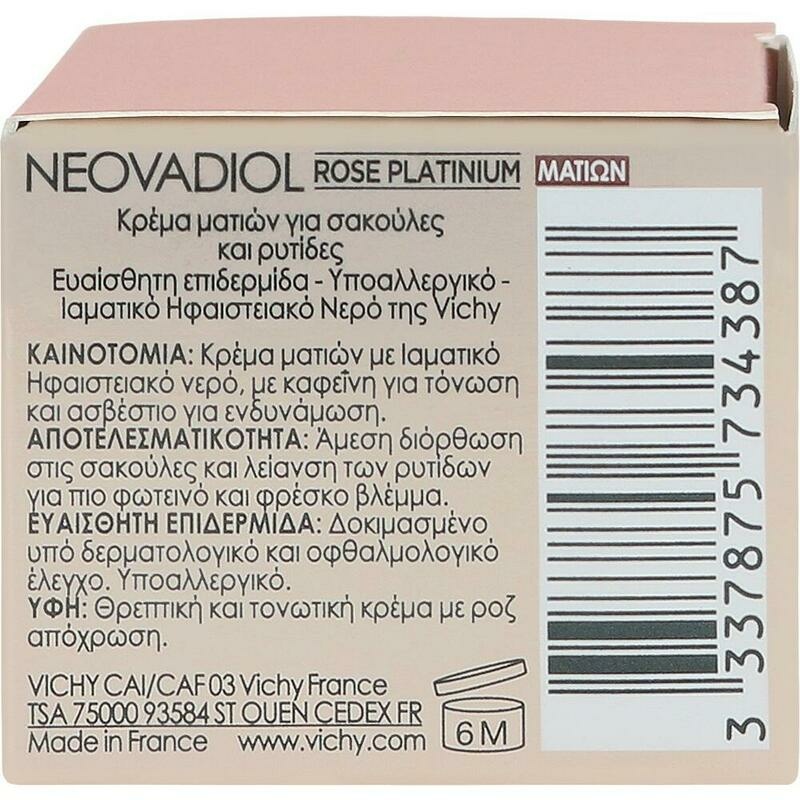 NEOVADIOL ROSE PLATINIUM ΜΑΤΙΩΝ
Κρέμα ματιών για σακούλες
και ρυτίδες
Ευαίσθητη επιδερμίδα - Υποαλλεργικό -
Ιαματικό Ηφαιστειακό Νερό της Vichy
ΚΑΙΝΟΤΟΜΙΑ: Κρέμα ματιών με Ιαματικό
Ηφαιστειακό νερό, με καφεΐνη για τόνωση
και ασβέστιο για ενδυνάμωση.
ΑΠΟΤΕΛΕΣΜΑΤΙΚΟΤΗΤΑ: Άμεση διόρθωση
στις σακούλες και λείανση των ρυτίδων
για πιο φωτεινό και φρέσκο βλέμμα.
ΕΥΑΙΣΘΗΤΗ ΕΠΙΔΕΡΜΙΔΑ: Δοκιμασμένο
υπό δερματολογικό και οφθαλμολογικό
έλεγχο. Υποαλλεργικό.
ΥΦΗ: Θρεπτική και τονωτική κρέμα με ροζ
απόχρωση.
VICHY CAI/CAF 03 Vichy France
TSA 75000 93584 ST OUEN CEDEX FR
Made in France www.vichy.com
6M
3 337875 734387